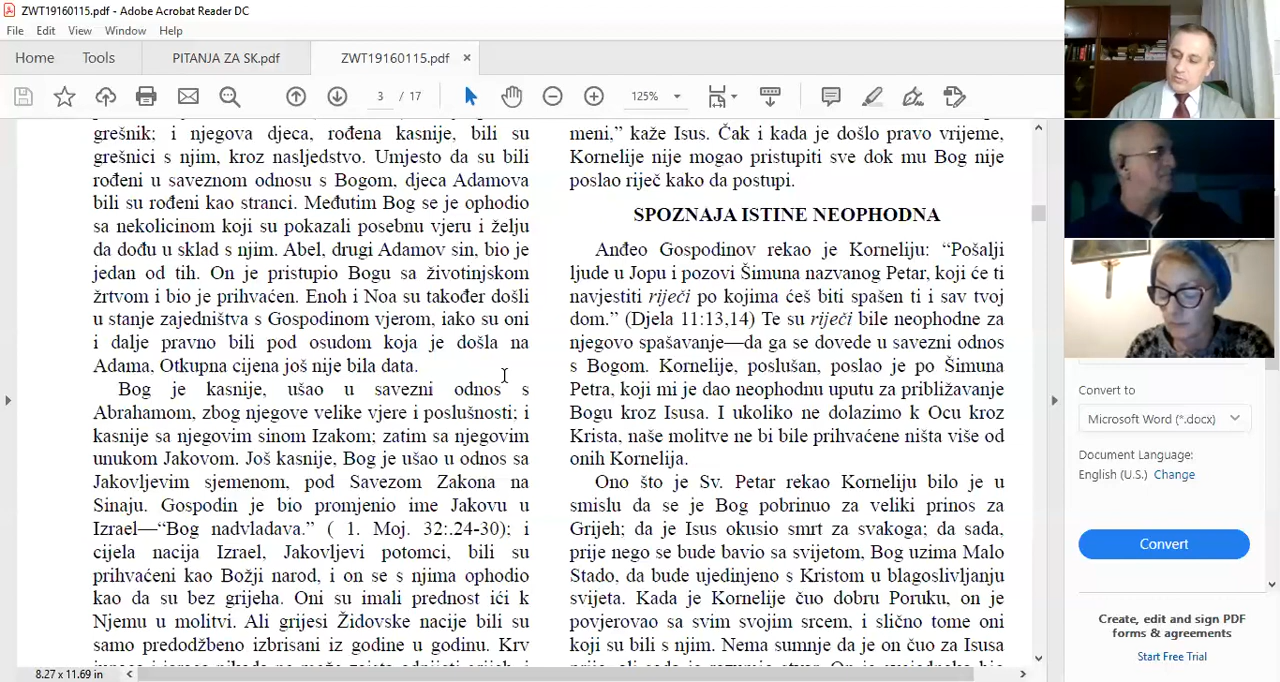 ZWT19160115.pdf - Adobe Acrobat Reader DC
File Edit View Window Help
Home Tools PITANJA ZA SK.pdf ZWT19160115.pdf ×
3 / 17 125%
grešnik; i njegova djeca, rođena kasnije, bili su
grešnici s njim, kroz nasljedstvo. Umjesto da su bili
rođeni u saveznom odnosu s Bogom, djeca Adamova
bili su rođeni kao stranci. Međutim Bog se je ophodio
sa nekolicinom koji su pokazali posebnu vjeru i želju
da dođu u sklad s njim. Abel, drugi Adamov sin, bio je
jedan od tih. On je pristupio Bogu sa životinjskom
žrtvom i bio je prihvaćen. Enoh i Noa su također došli
u stanje zajedništva s Gospodinom vjerom, iako su oni
i dalje pravno bili pod osudom koja je došla na
Adama, Otkupna cijena još nije bila data.
Bog je kasnije, ušao u savezni odnos s
Abrahamom, zbog njegove velike vjere i poslušnosti; i
kasnije sa njegovim sinom Izakom; zatim sa njegovim
unukom Jakovom. Još kasnije, Bog je ušao u odnos sa
Jakovljevim sjemenom, pod Savezom Zakona na
Sinaju. Gospodin je bio promjenio ime Jakovu u
Izrael—“Bog nadvladava.” ( 1. Moj. 32:.24-30); i
cijela nacija Izrael, Jakovljevi potomci, bili su
prihvaćeni kao Božji narod, i on se s njima ophodio
kao da su bez grijeha. Oni su imali prednost ići k
Njemu u molitvi. Ali grijesi Židovske nacije bili su
samo predodžbeno izbrisani iz godine u godinu. Krv
meni,” kaže Isus. Čak i kada je došlo pravo vrijeme,
Kornelije nije mogao pristupiti sve dok mu Bog nije
poslao riječ kako da postupi.
SPOZNAJA ISTINE NEOPHODNA
Anđeo Gospodinov rekao je Korneliju: “Pošalji
ljude u Jopu i pozovi Šimuna nazvanog Petar, koji će ti
navjestiti riječi po kojima ćeš biti spašen ti i sav tvoj
dom.” (Djela 11:13,14) Te su riječi bile neophodne za
njegovo spašavanje—da ga se dovede u savezni odnos
s Bogom. Kornelije, poslušan, poslao je po Šimuna
Petra, koji mi je dao neophodnu uputu za približavanje
Bogu kroz Isusa. I ukoliko ne dolazimo k Ocu kroz
Krista, naše molitve ne bi bile prihvaćene ništa više od
onih Kornelija.
Ono što je Sv. Petar rekao Korneliju bilo je u
smislu da se je Bog pobrinuo za veliki prinos za
Grijeh; da je Isus okusio smrt za svakoga; da sada,
prije nego se bude bavio sa svijetom, Bog uzima Malo
Stado, da bude ujedinjeno s Kristom u blagoslivljanju
svijeta. Kada je Kornelije čuo dobru Poruku, on je
povjerovao sa svim svojim srcem, i slično tome oni
koji su bili s njim. Nema sumnje da je on čuo za Isusa
8.27 x 11.69 in
Convert to
Microsoft Word (*.docx)
Document Language:
English (U.S.) Change
Convert
Create, edit and sign PDF
forms & agreements
Start Free Trial